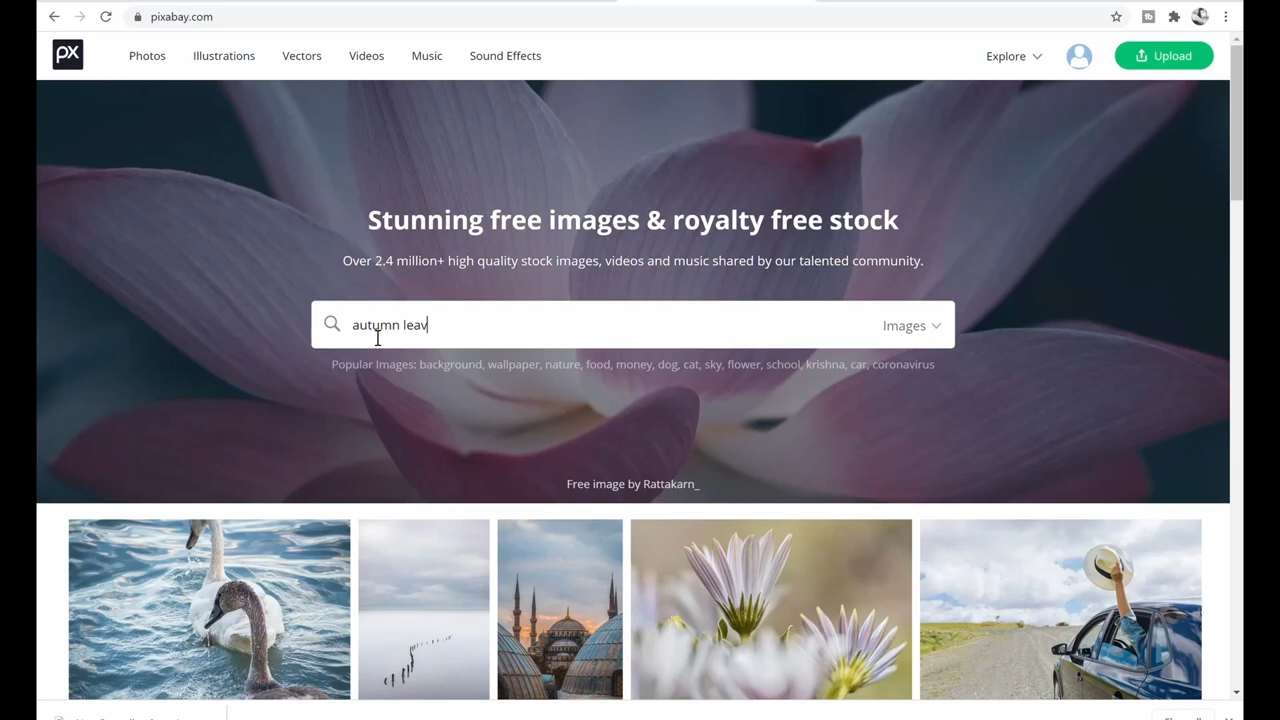 pixabay.com
px
Photos Illustrations Vectors Videos Music Sound Effects Explore Upload
Stunning free images & royalty free stock
Over 2.4 million+ high quality stock images, videos and music shared by our talented community.
autumn leav Images
Popular Images: background, wallpaper, nature, food, money, dog, cat, sky, flower, school, krishna, car, coronavirus
Free image by Rattakarn_